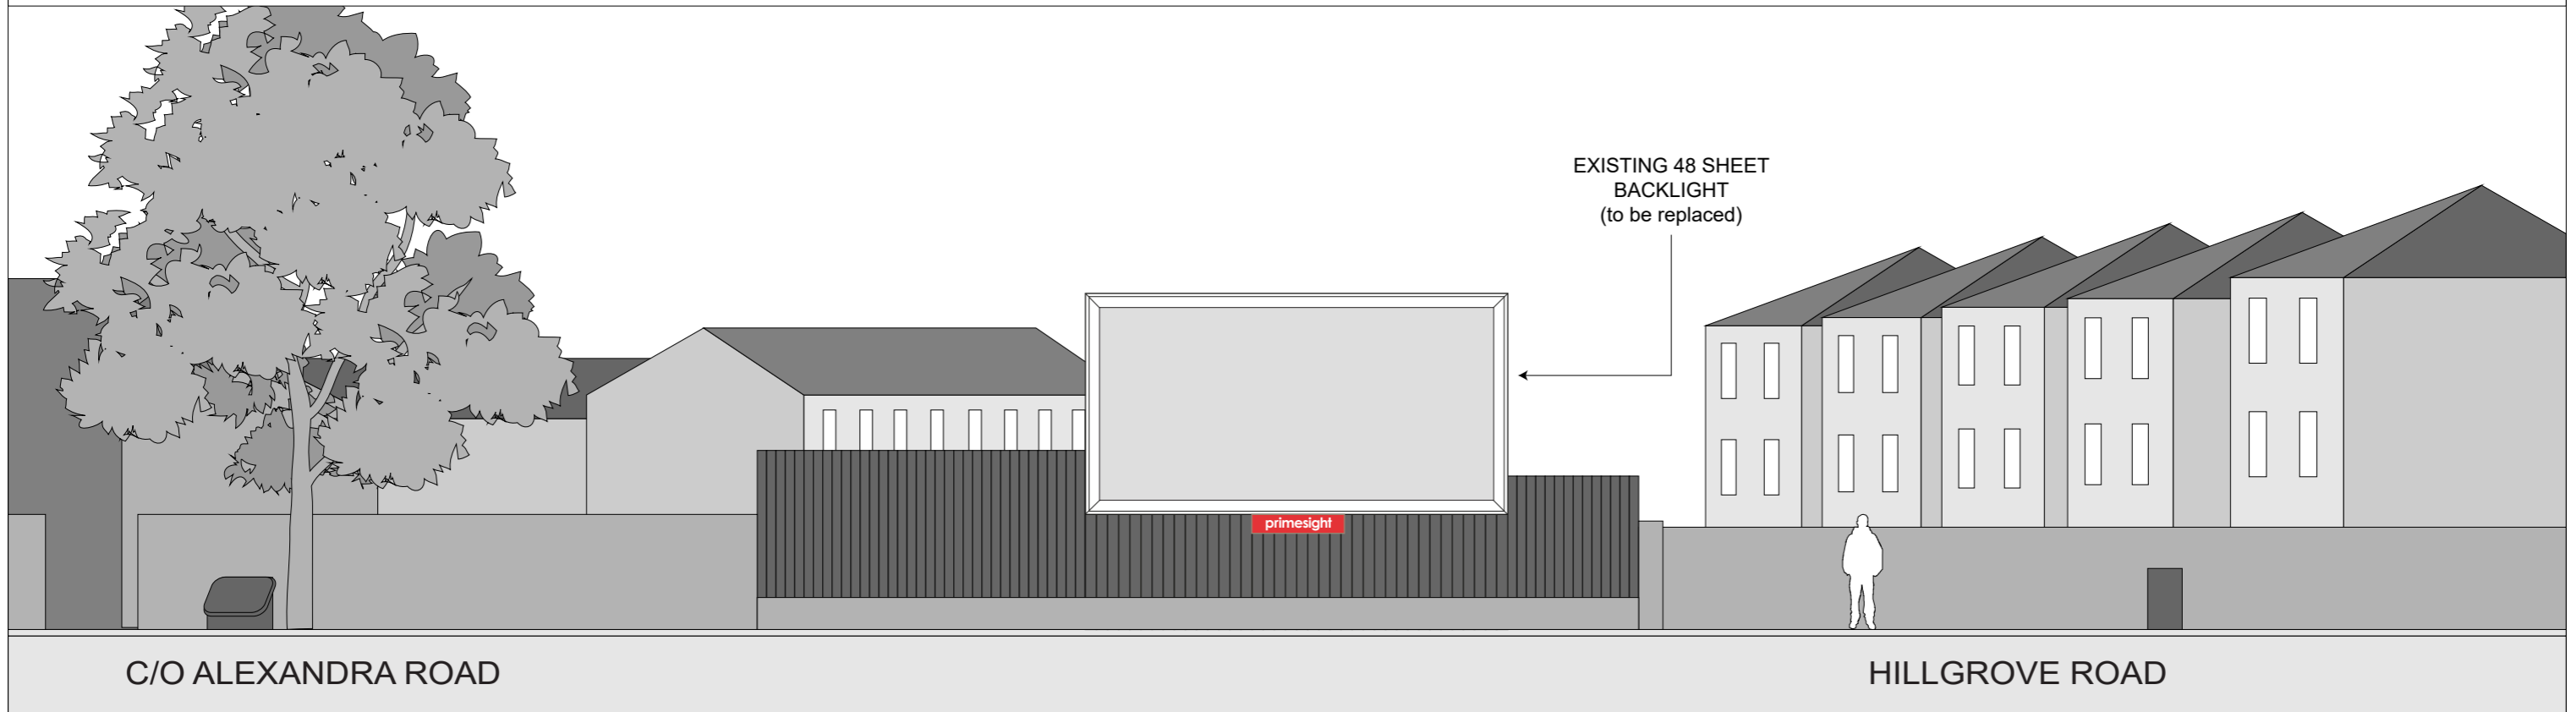 EXISTING 48 SHEET
BACKLIGHT
(to be replaced)
primesight
C/O ALEXANDRA ROAD
HILLGROVE ROAD